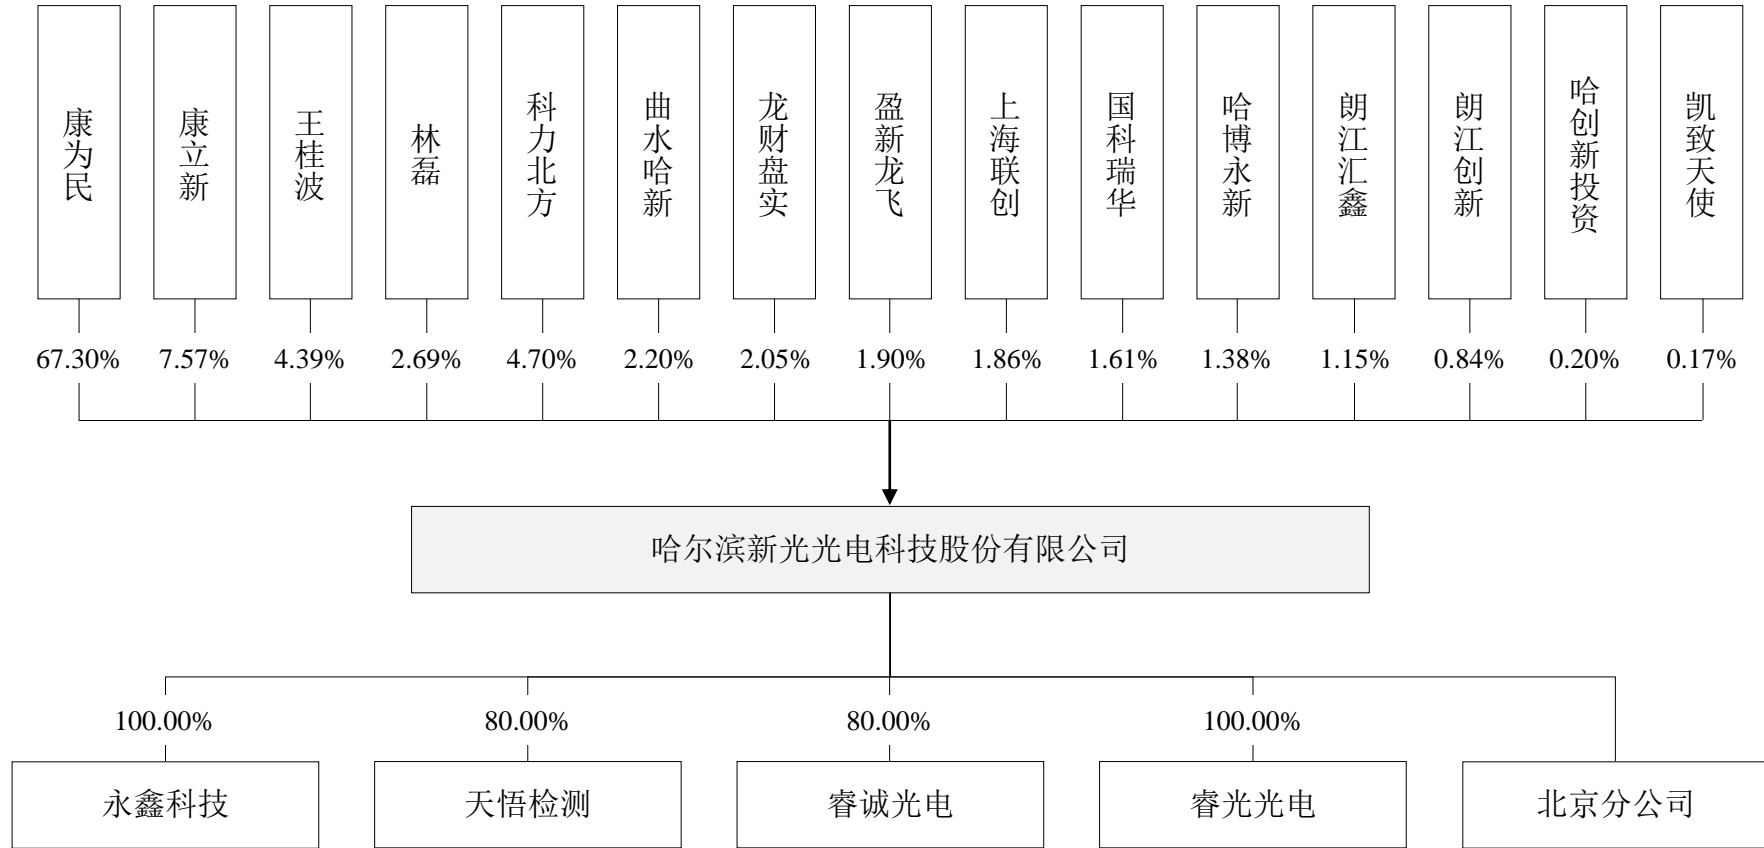 康为民
康立新
王桂波
林磊
科力北方
曲水哈新
龙财盘实
盈新龙飞
上海联创
国科瑞华
哈博永新
朗江汇鑫
朗江创新
哈创新投资
凯致天使
67.30%
7.57%
4.39%
2.69%
4.70%
2.20%
2.05%
1.90%
1.86%
1.61%
1.38%
1.15%
0.84%
0.20%
0.17%
哈尔滨新光光电科技股份有限公司
100.00%
80.00%
80.00%
100.00%
永鑫科技
天悟检测
睿诚光电
睿光光电
北京分公司